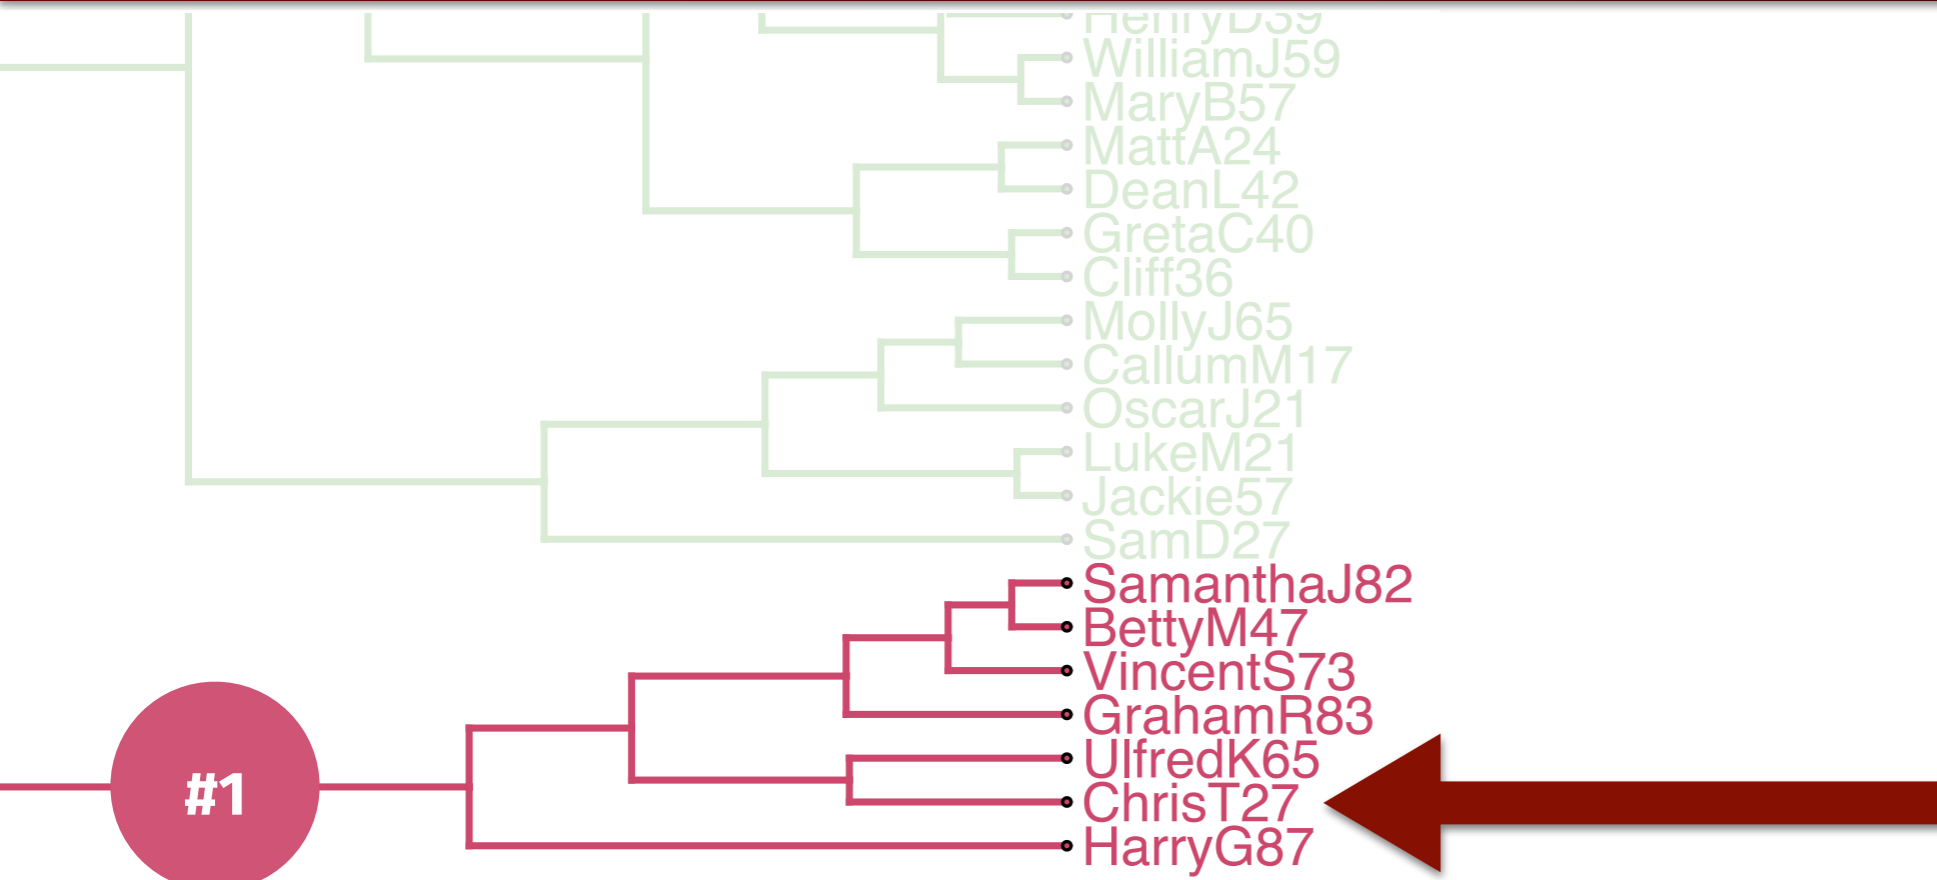 HenryD39
WilliamJ59
MaryB57
MattA24
DeanL42
GretaC40
Cliff36
MollyJ65
CallumM17
OscarJ21
LukeM21
Jackie57
SamD27
SamanthaJ82
BettyM47
VincentS73
GrahamR83
UlfredK65
#1
ChrisT27
HarryG87